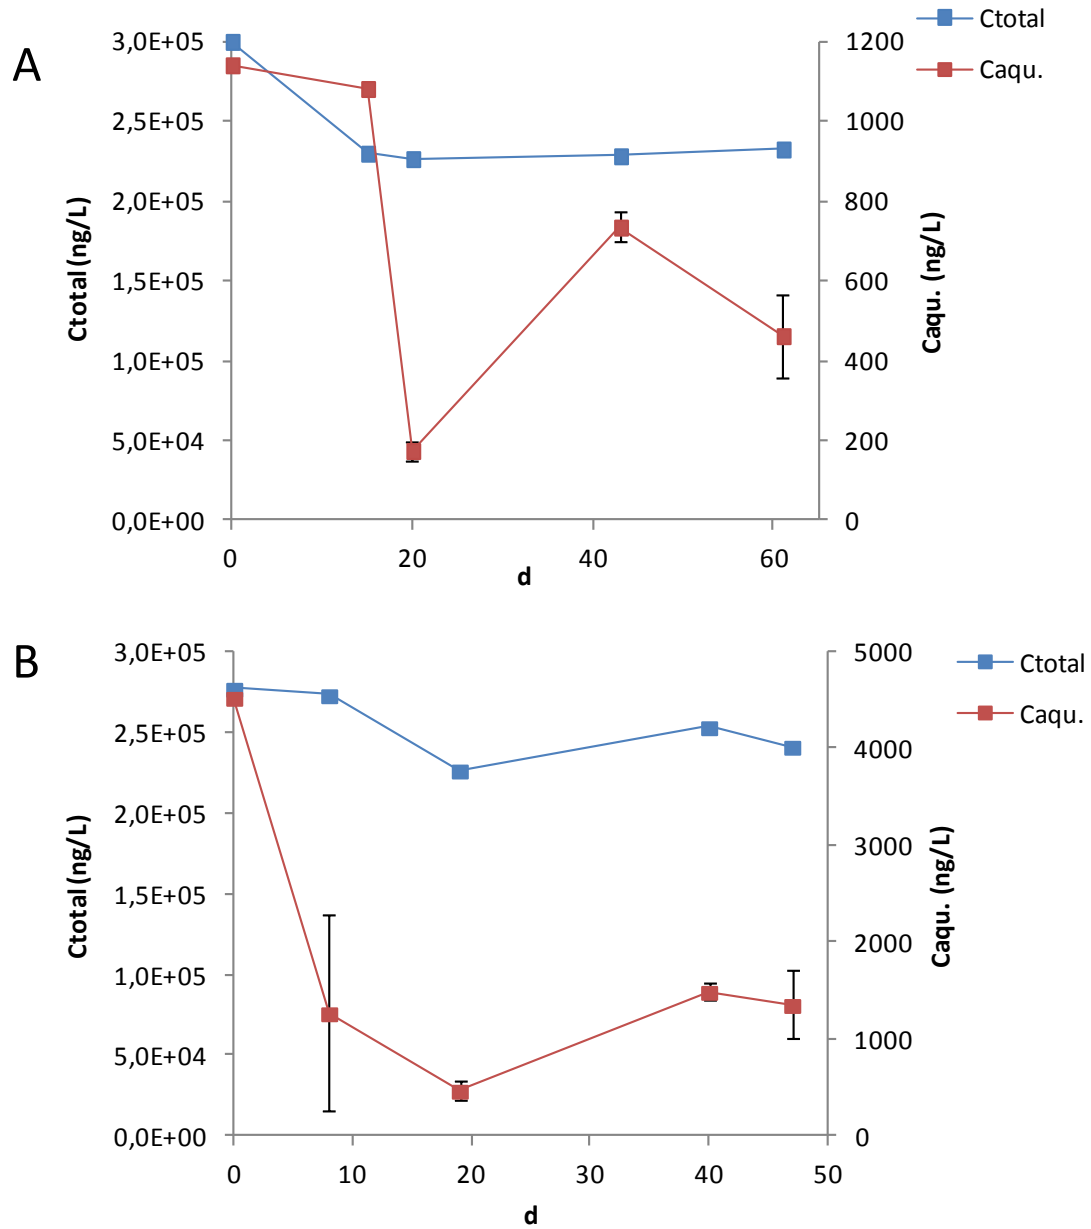 A
Ctotal
Caqu.
3,0E+05
2,5E+05
2,0E+05
1,5E+05
1,0E+05
5,0E+04
0,0E+00
Ctotal (ng/L)
1200
1000
800
600
400
200
0
Caqu. (ng/L)
0 20 40 60
d
B
Ctotal
Caqu.
3,0E+05
2,5E+05
2,0E+05
1,5E+05
1,0E+05
5,0E+04
0,0E+00
Ctotal (ng/L)
5000
4000
3000
2000
1000
0
Caqu. (ng/L)
0 10 20 30 40 50
d